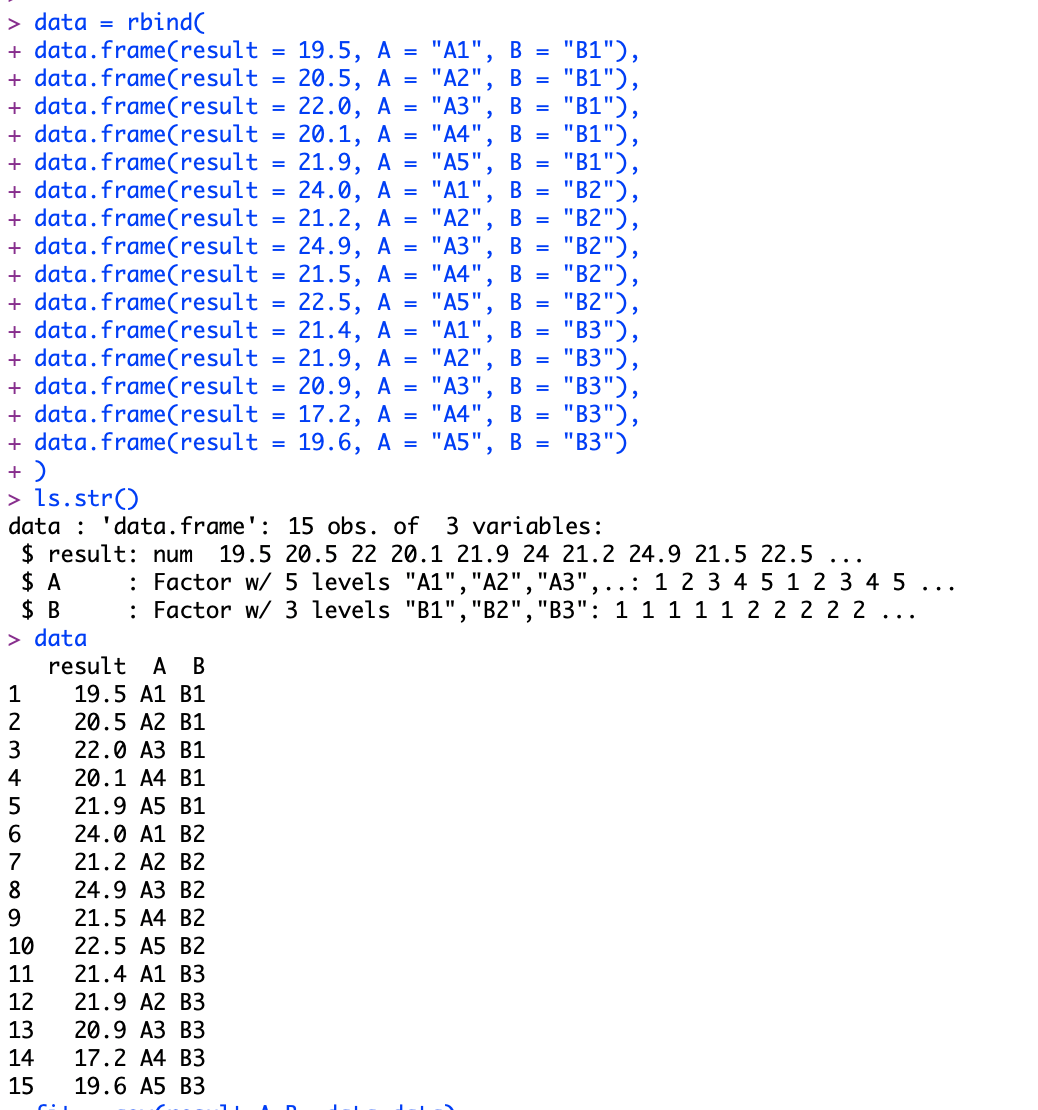 > data = rbind(
+ data.frame(result = 19.5, A = "A1", B = "B1"),
+ data.frame(result = 20.5, A = "A2", B = "B1"),
+ data.frame(result = 22.0, A = "A3", B = "B1"),
+ data.frame(result = 20.1, A = "A4", B = "B1"),
+ data.frame(result = 21.9, A = "A5", B = "B1"),
+ data.frame(result = 24.0, A = "A1", B = "B2"),
+ data.frame(result = 21.2, A = "A2", B = "B2"),
+ data.frame(result = 24.9, A = "A3", B = "B2"),
+ data.frame(result = 21.5, A = "A4", B = "B2"),
+ data.frame(result = 22.5, A = "A5", B = "B2"),
+ data.frame(result = 21.4, A = "A1", B = "B3"),
+ data.frame(result = 21.9, A = "A2", B = "B3"),
+ data.frame(result = 20.9, A = "A3", B = "B3"),
+ data.frame(result = 17.2, A = "A4", B = "B3"),
+ data.frame(result = 19.6, A = "A5", B = "B3")
+ )
> ls.str()
data : 'data.frame': 15 obs. of  3 variables:
 $ result: num  19.5 20.5 22 20.1 21.9 24 21.2 24.9 21.5 22.5 ...
 $ A     : Factor w/ 5 levels "A1","A2","A3",..: 1 2 3 4 5 1 2 3 4 5 ...
 $ B     : Factor w/ 3 levels "B1","B2","B3": 1 1 1 1 1 2 2 2 2 2 ...
> data
   result  A  B
1    19.5 A1 B1
2    20.5 A2 B1
3    22.0 A3 B1
4    20.1 A4 B1
5    21.9 A5 B1
6    24.0 A1 B2
7    21.2 A2 B2
8    24.9 A3 B2
9    21.5 A4 B2
10   22.5 A5 B2
11   21.4 A1 B3
12   21.9 A2 B3
13   20.9 A3 B3
14   17.2 A4 B3
15   19.6 A5 B3